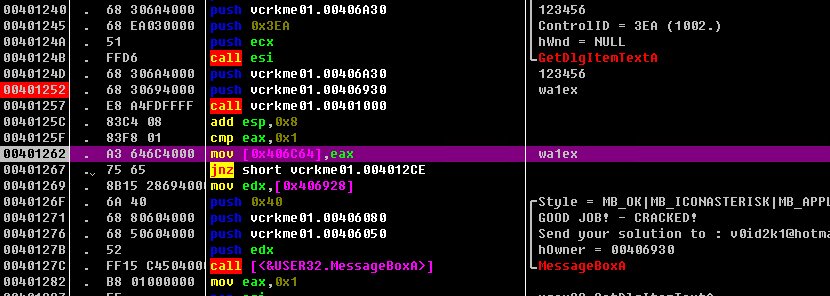 00401240 . 68 306A4000 push vcrkme01.00406A30 123456
00401245 . 68 EA030000 push 0x3EA ControlID = 3EA (1002.)
0040124A . 51 push ecx hWnd = NULL
0040124B . FFD6 call esi GetDlgItemTextA
0040124D . 68 306A4000 push vcrkme01.00406A30 123456
00401252 . 68 30694000 push vcrkme01.00406930 wa1ex
00401257 . E8 A4FDFFFF call vcrkme01.00401000
0040125C . 83C4 08 add esp,0x8
0040125F . 83F8 01 cmp eax,0x1
00401262 . A3 646C4000 mov [0x406C64],eax wa1ex
00401267 . 75 65 jnz short vcrkme01.004012CE
00401269 . 8B15 28694000 mov edx,[0x406928]
0040126F . 6A 40 push 0x40 Style = MB_OK|MB_ICONASTERISK|MB_APPL
00401271 . 68 80604000 push vcrkme01.00406080 GOOD JOB! - CRACKED!
00401276 . 68 50604000 push vcrkme01.00406050 Send your solution to : v0id2k1@hotma
0040127B . 52 push edx hOwner = 00406930
0040127C . FF15 C4504000 call [<&USER32.MessageBoxA>] MessageBoxA
00401282 . B8 01000000 mov eax,0x1